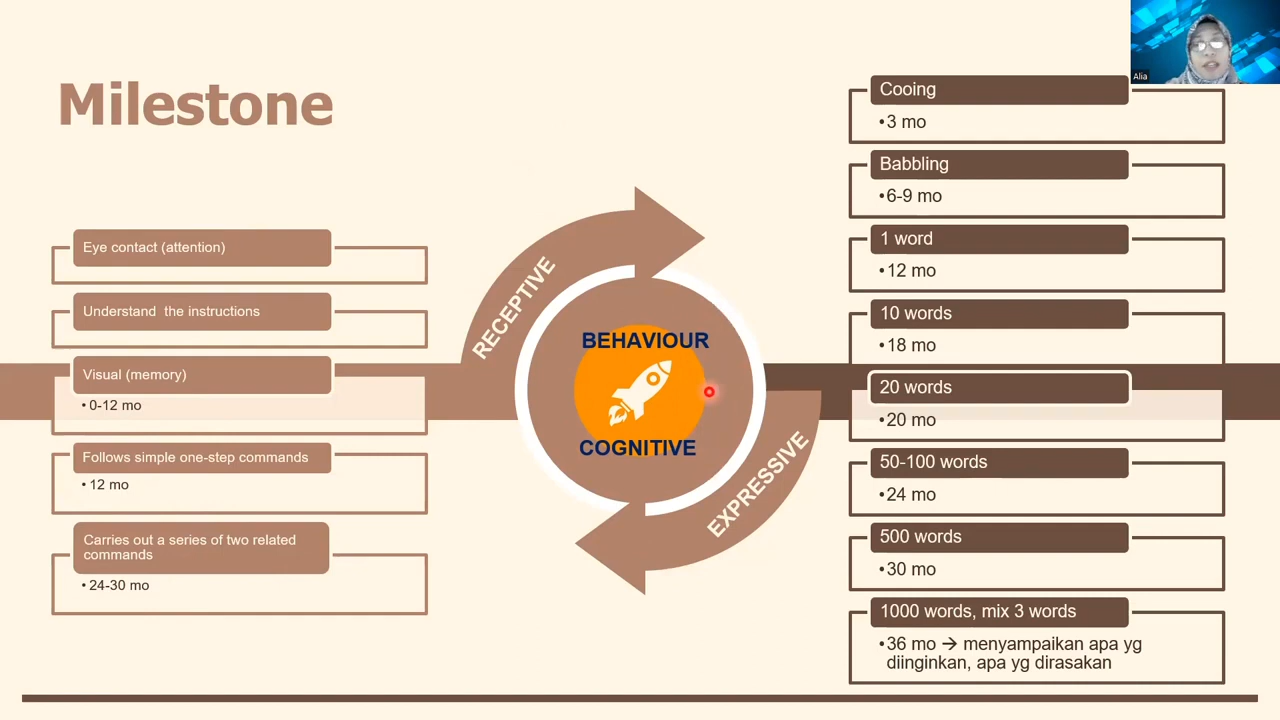 Milestone
Alia
Eye contact (attention)
Understand  the instructions
Visual (memory)
• 0-12 mo
Follows simple one-step commands
• 12 mo
Carries out a series of two related
commands
• 24-30 mo
RECEPTIVE
BEHAVIOUR
COGNITIVE
EXPRESSIVE
Cooing
•3 mo
Babbling
•6-9 mo
1 word
•12 mo
10 words
•18 mo
20 words
•20 mo
50-100 words
•24 mo
500 words
•30 mo
1000 words, mix 3 words
•36 mo → menyampaikan apa yg
diinginkan, apa yg dirasakan